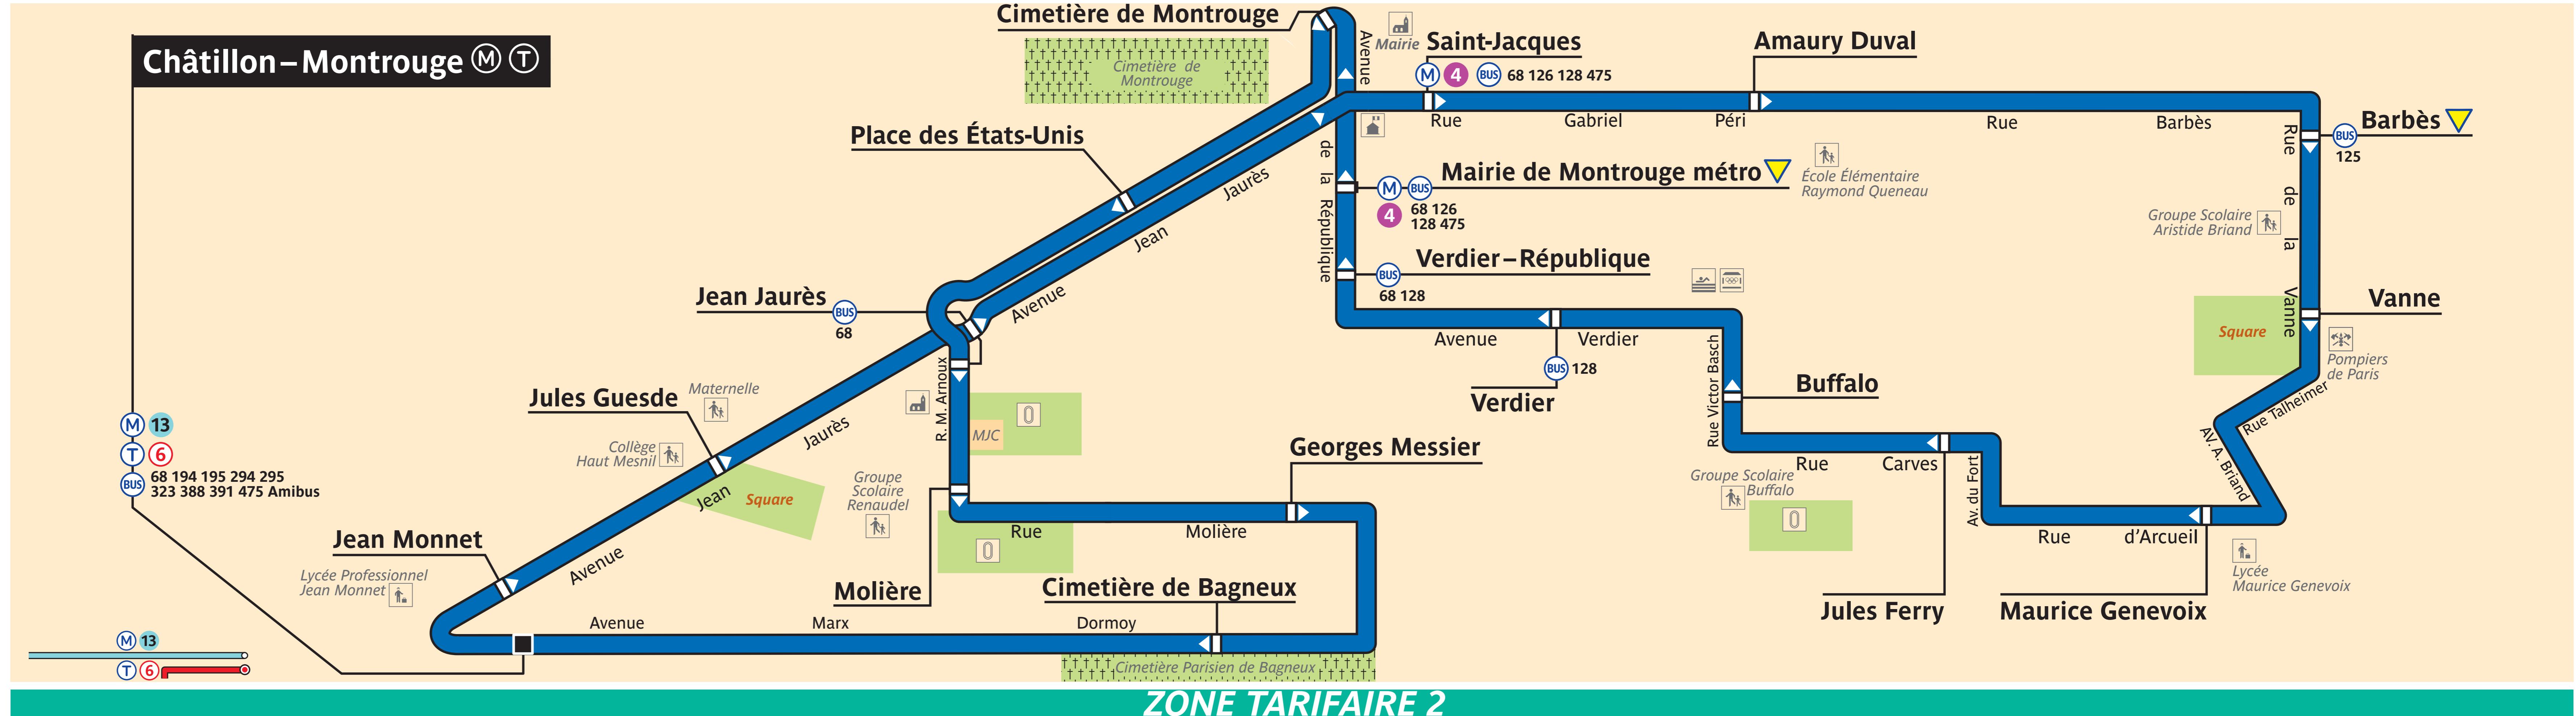 Châtillon–Montrouge M T
Cimetière de Montrouge
Cimetière de
Montrouge
Avenue
Mairie
Saint-Jacques
M 4 BUS 68 126 128 475
Amaury Duval
Rue Gabriel Péri
Rue Barbès
Barbès
BUS
125
Rue de la Vanne
Place des États-Unis
Jaurès
Jean
Avenue
de la République
Mairie de Montrouge métro
M BUS
4
68 126
128 475
École Élémentaire
Raymond Queneau
Groupe Scolaire
Aristide Briand
Verdier–République
BUS
68 128
Jean Jaurès
BUS
68
Vanne
Square
Pompiers
de Paris
Avenue Verdier
BUS 128
Verdier
Rue Victor Basch
Buffalo
Rue Talheimer
AV. A. Briand
Jules Guesde
Maternelle
Collège
Haut Mesnil
Jaurès
Jean
Avenue
Square
R. M. Arnoux
MJC
Groupe
Scolaire
Renaudel
Georges Messier
Rue Molière
Molière
M 13
T 6
BUS
68 194 195 294 295
323 388 391 475 Amibus
Jean Monnet
Lycée Professionnel
Jean Monnet
Rue Carves
Av. du Fort
Groupe Scolaire
Buffalo
Rue d'Arcueil
Lycée
Maurice Genevoix
Jules Ferry
Maurice Genevoix
Cimetière de Bagneux
Avenue Marx Dormoy
Cimetière Parisien de Bagneux
M 13
T 6
ZONE TARIFAIRE 2